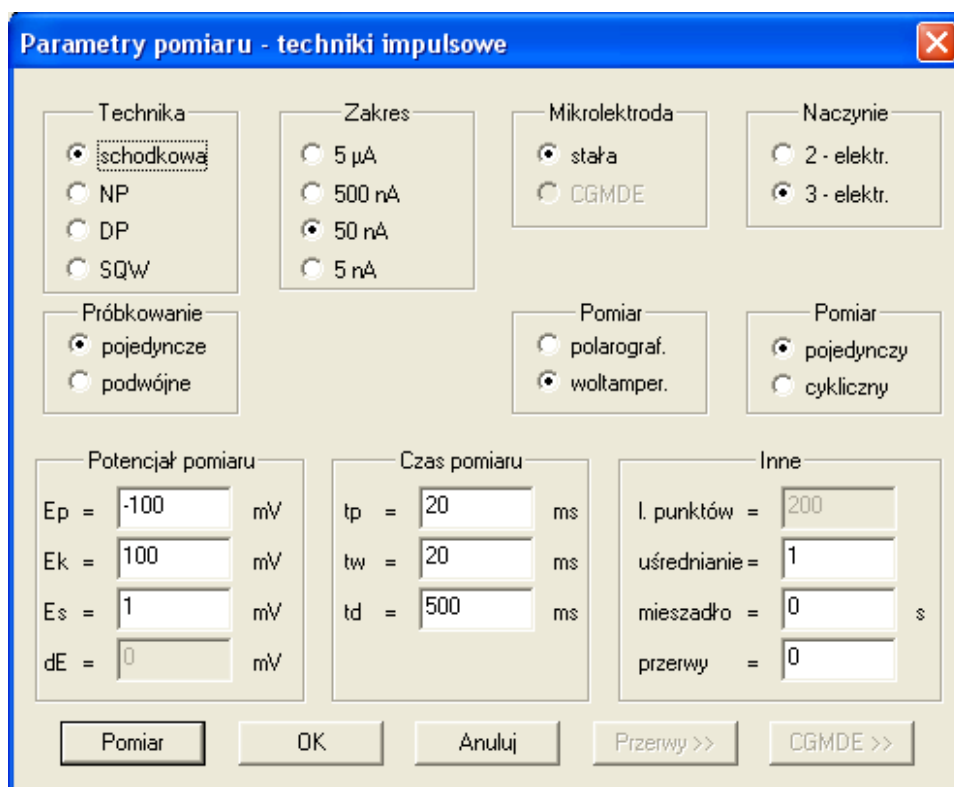 Parametry pomiaru - techniki impulsowe
Technika
schodkowa
NP
DP
SQW
Zakres
5 µA
500 nA
50 nA
5 nA
Mikrolektroda
stała
CGMDE
Naczynie
2 - elektr.
3 - elektr.
Próbkowanie
pojedyncze
podwójne
Pomiar
polarograf.
woltamper.
Pomiar
pojedynczy
cykliczny
Potencjał pomiaru
Ep = -100 mV
Ek = 100 mV
Es = 1 mV
dE = 0 mV
Czas pomiaru
tp = 20 ms
tw = 20 ms
td = 500 ms
Inne
l. punktów = 200
uśrednianie = 1
mieszadło = 0 s
przerwy = 0
Pomiar
OK
Anuluj
Przerwy >>
CGMDE >>